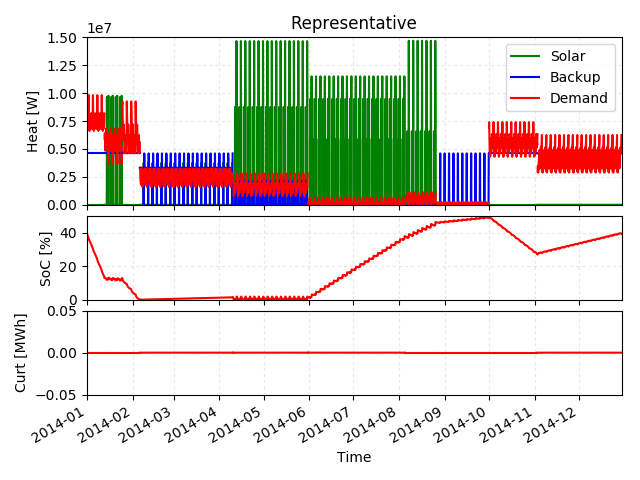 Representative
1e7
1.50
1.25
1.00
0.75
0.50
0.25
0.00
Heat [W]
Solar
Backup
Demand
40
20
0
SoC [%]
0.05
0.00
−0.05
Curt [MWh]
2014-01
2014-02
2014-03
2014-04
2014-05
2014-06
2014-07
2014-08
2014-09
2014-10
2014-11
2014-12
Time